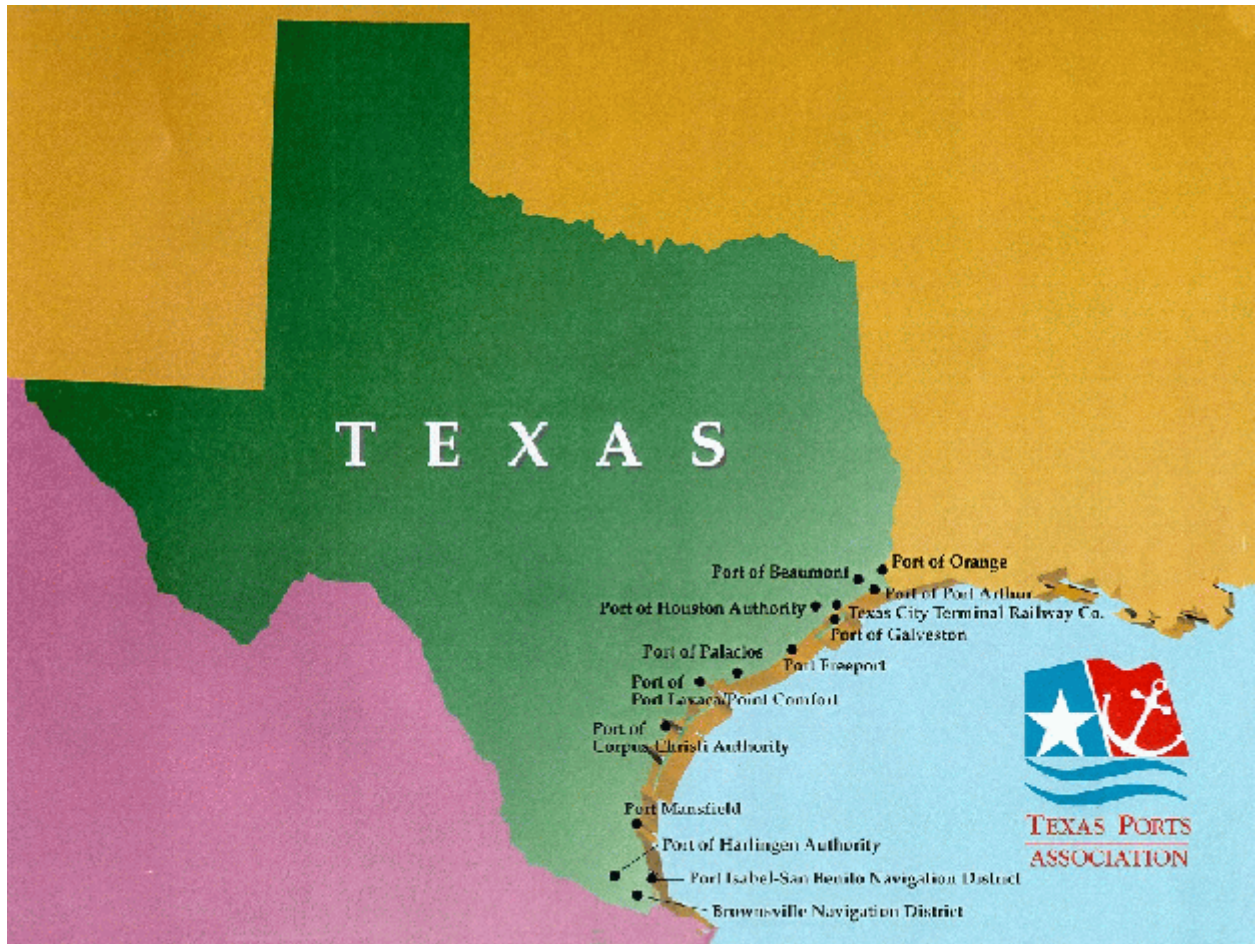 TEXAS
Port of Orange
Port of Beaumont
Port of Port Arthur
Port of Houston Authority
Texas City Terminal Railway Co.
Port of Galveston
Port of Palacios
Port Freeport
Port of
Port Lavaca/Point Comfort
Port of
Corpus Christi Authority
Port Mansfield
Port of Harlingen Authority
Port Isabel-San Benito Navigation District
Brownsville Navigation District
TEXAS PORTS
ASSOCIATION